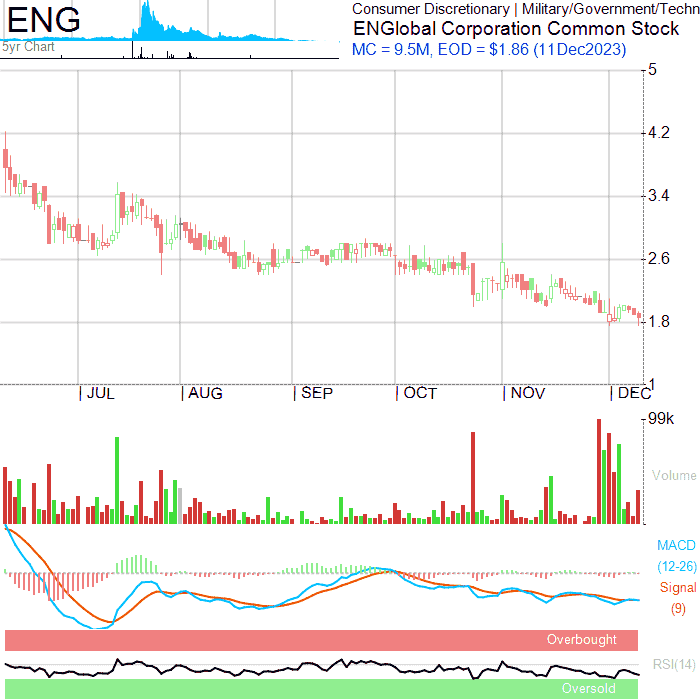 ENG
5yr Chart
Consumer Discretionary | Military/Government/Techn
ENGlobal Corporation Common Stock
MC = 9.5M, EOD = $1.86 (11Dec2023)
5
4.2
3.4
2.6
1.8
1
JUL
AUG
SEP
OCT
NOV
DEC
99k
Volume
MACD
(12-26)
Signal
(9)
Overbought
RSI(14)
Oversold